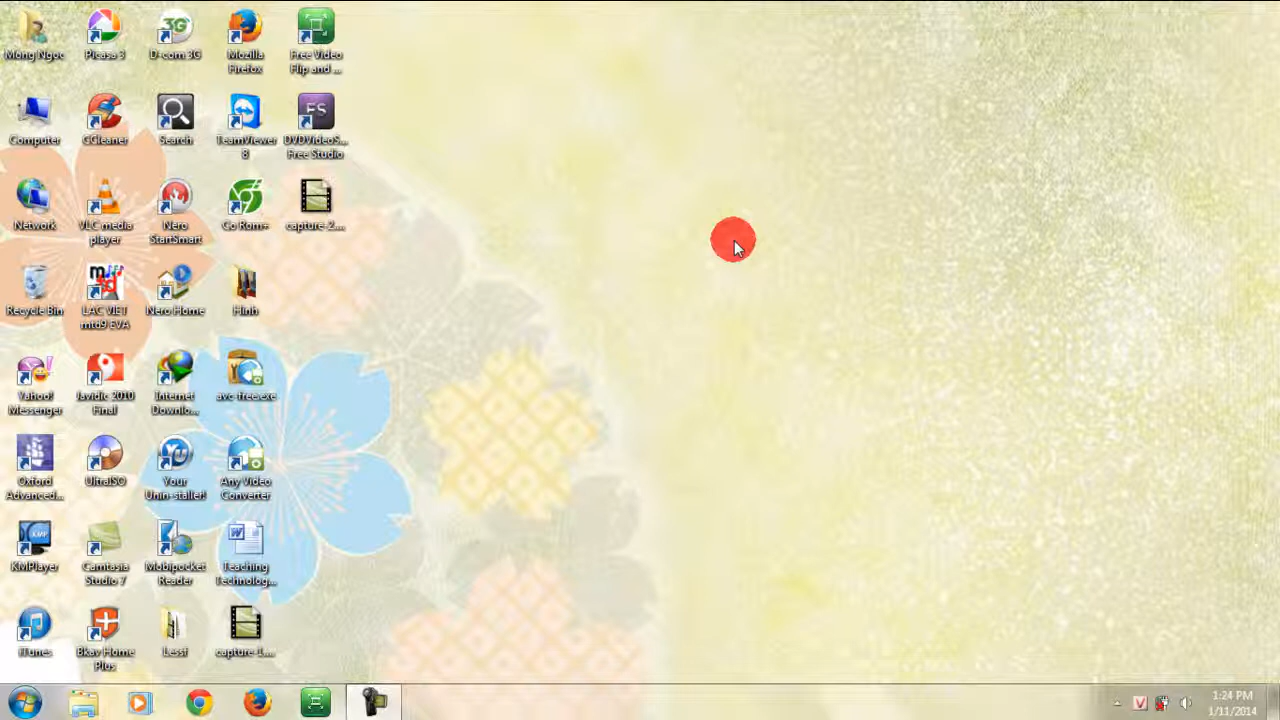 Mong Ngoc
Picasa 3
D-com 3G
Mozilla
Firefox
Free Video
Flip and ...
Computer
CCleaner
Search
TeamViewer
8
DVDVideoS...
Free Studio
Network
VLC media
player
Nero
StartSmart
Co Rom+
capture-2....
Recycle Bin
LAC VIET
mtd9 EVA
Nero Home
Hinh
Yahoo!
Messenger
Javidic 2010
Final
Internet
Downlo...
avc-free.exe
Oxford
Advanced...
UltraISO
Your
Unin-staller!
Any Video
Converter
KMPlayer
Camtasia
Studio 7
Mobipocket
Reader
Teaching
Technolog...
iTunes
Bkav Home
Plus
Lessf
capture-1....
1:24 PM
1/11/2014